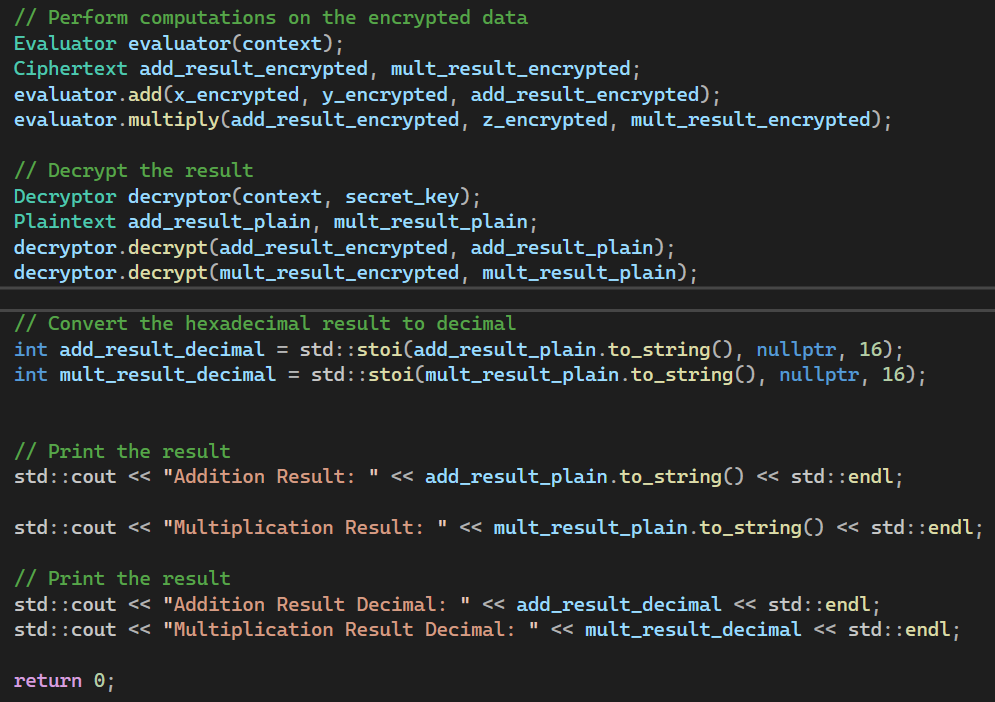 // Perform computations on the encrypted data
Evaluator evaluator(context);
Ciphertext add_result_encrypted, mult_result_encrypted;
evaluator.add(x_encrypted, y_encrypted, add_result_encrypted);
evaluator.multiply(add_result_encrypted, z_encrypted, mult_result_encrypted);
// Decrypt the result
Decryptor decryptor(context, secret_key);
Plaintext add_result_plain, mult_result_plain;
decryptor.decrypt(add_result_encrypted, add_result_plain);
decryptor.decrypt(mult_result_encrypted, mult_result_plain);
// Convert the hexadecimal result to decimal
int add_result_decimal = std::stoi(add_result_plain.to_string(), nullptr, 16);
int mult_result_decimal = std::stoi(mult_result_plain.to_string(), nullptr, 16);
// Print the result
std::cout << "Addition Result: " << add_result_plain.to_string() << std::endl;
std::cout << "Multiplication Result: " << mult_result_plain.to_string() << std::endl;
// Print the result
std::cout << "Addition Result Decimal: " << add_result_decimal << std::endl;
std::cout << "Multiplication Result Decimal: " << mult_result_decimal << std::endl;
return 0;